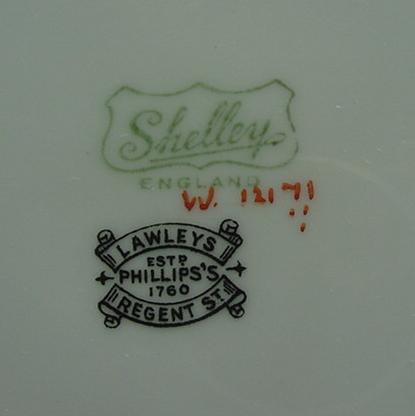 Shelley
ENGLAND
W. 12171
LAWLEYS
ESTD
PHILLIPS'S
1760
REGENT ST.